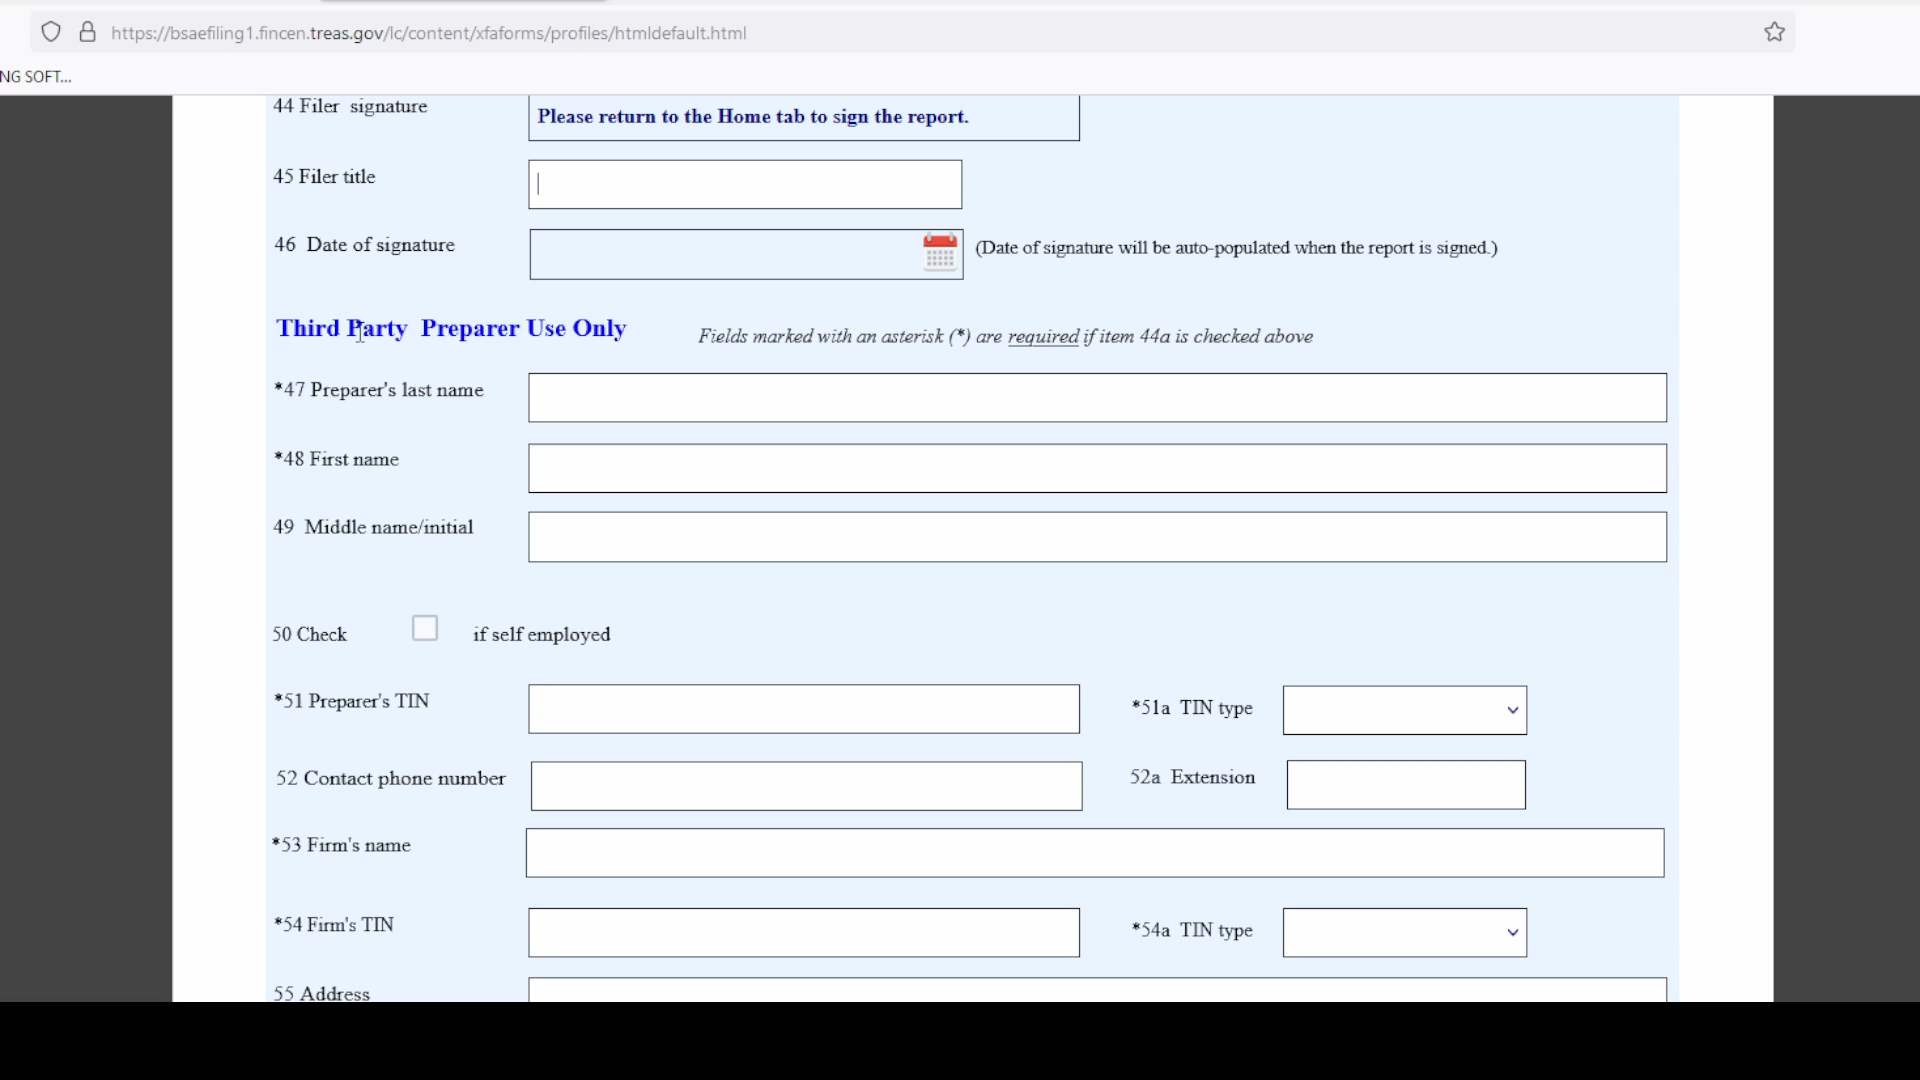 https://bsaefiling1.fincen.treas.gov/lc/content/xfaforms/profiles/htmldefault.html
NG SOFT...
44 Filer signature
Please return to the Home tab to sign the report.
45 Filer title
46 Date of signature
(Date of signature will be auto-populated when the report is signed.)
Third Party Preparer Use Only
Fields marked with an asterisk (*) are required if item 44a is checked above
*47 Preparer's last name
*48 First name
49 Middle name/initial
50 Check if self employed
*51 Preparer's TIN
*51a TIN type
52 Contact phone number
52a Extension
*53 Firm's name
*54 Firm's TIN
*54a TIN type
55 Address